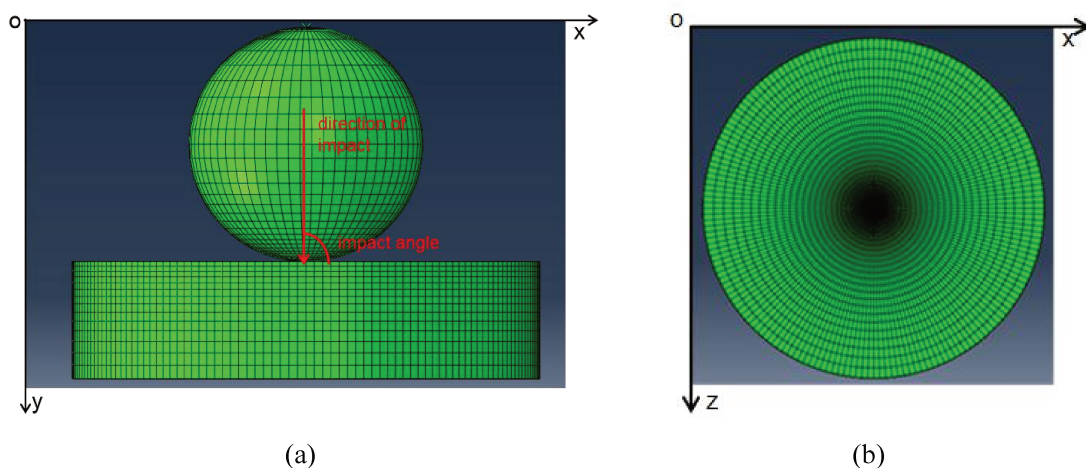 o
x
direction of
impact
impact angle
y
(a)
o
x
z
(b)